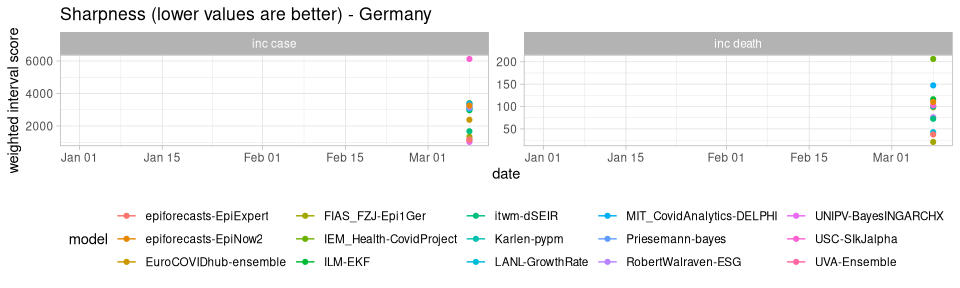 Sharpness (lower values are better) - Germany
inc case
inc death
weighted interval score
6000
4000
2000
200
150
100
50
Jan 01
Jan 15
Feb 01
Feb 15
Mar 01
Jan 01
Jan 15
Feb 01
Feb 15
Mar 01
date
model
epiforecasts-EpiExpert
epiforecasts-EpiNow2
EuroCOVIDhub-ensemble
FIAS_FZJ-Epi1Ger
IEM_Health-CovidProject
ILM-EKF
itwm-dSEIR
Karlen-pypm
LANL-GrowthRate
MIT_CovidAnalytics-DELPHI
Priesemann-bayes
RobertWalraven-ESG
UNIPV-BayesINGARCHX
USC-SIkJalpha
UVA-Ensemble